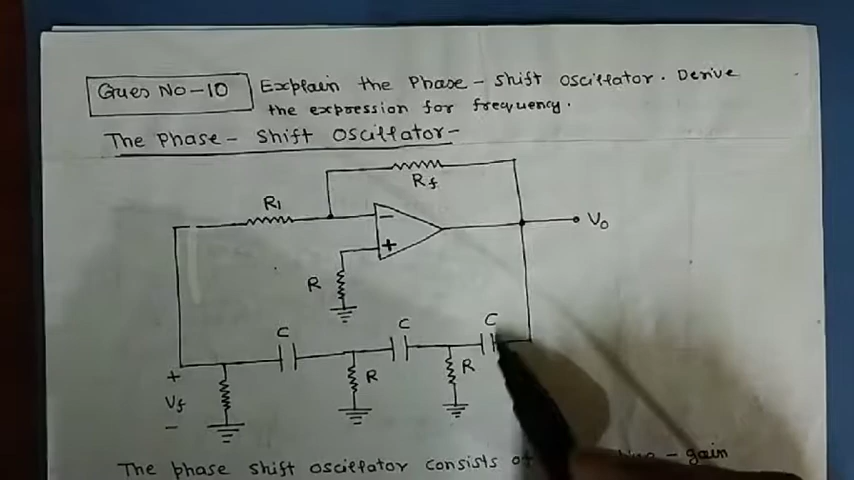 Ques No-10 Explain the Phase-shift oscillator. Derive
the expression for frequency.
The Phase-Shift Oscillator-
Rf
R1
V0
-
+
R
C
C
C
R
R
+
Vf
-
The phase shift oscillator consists of - gain